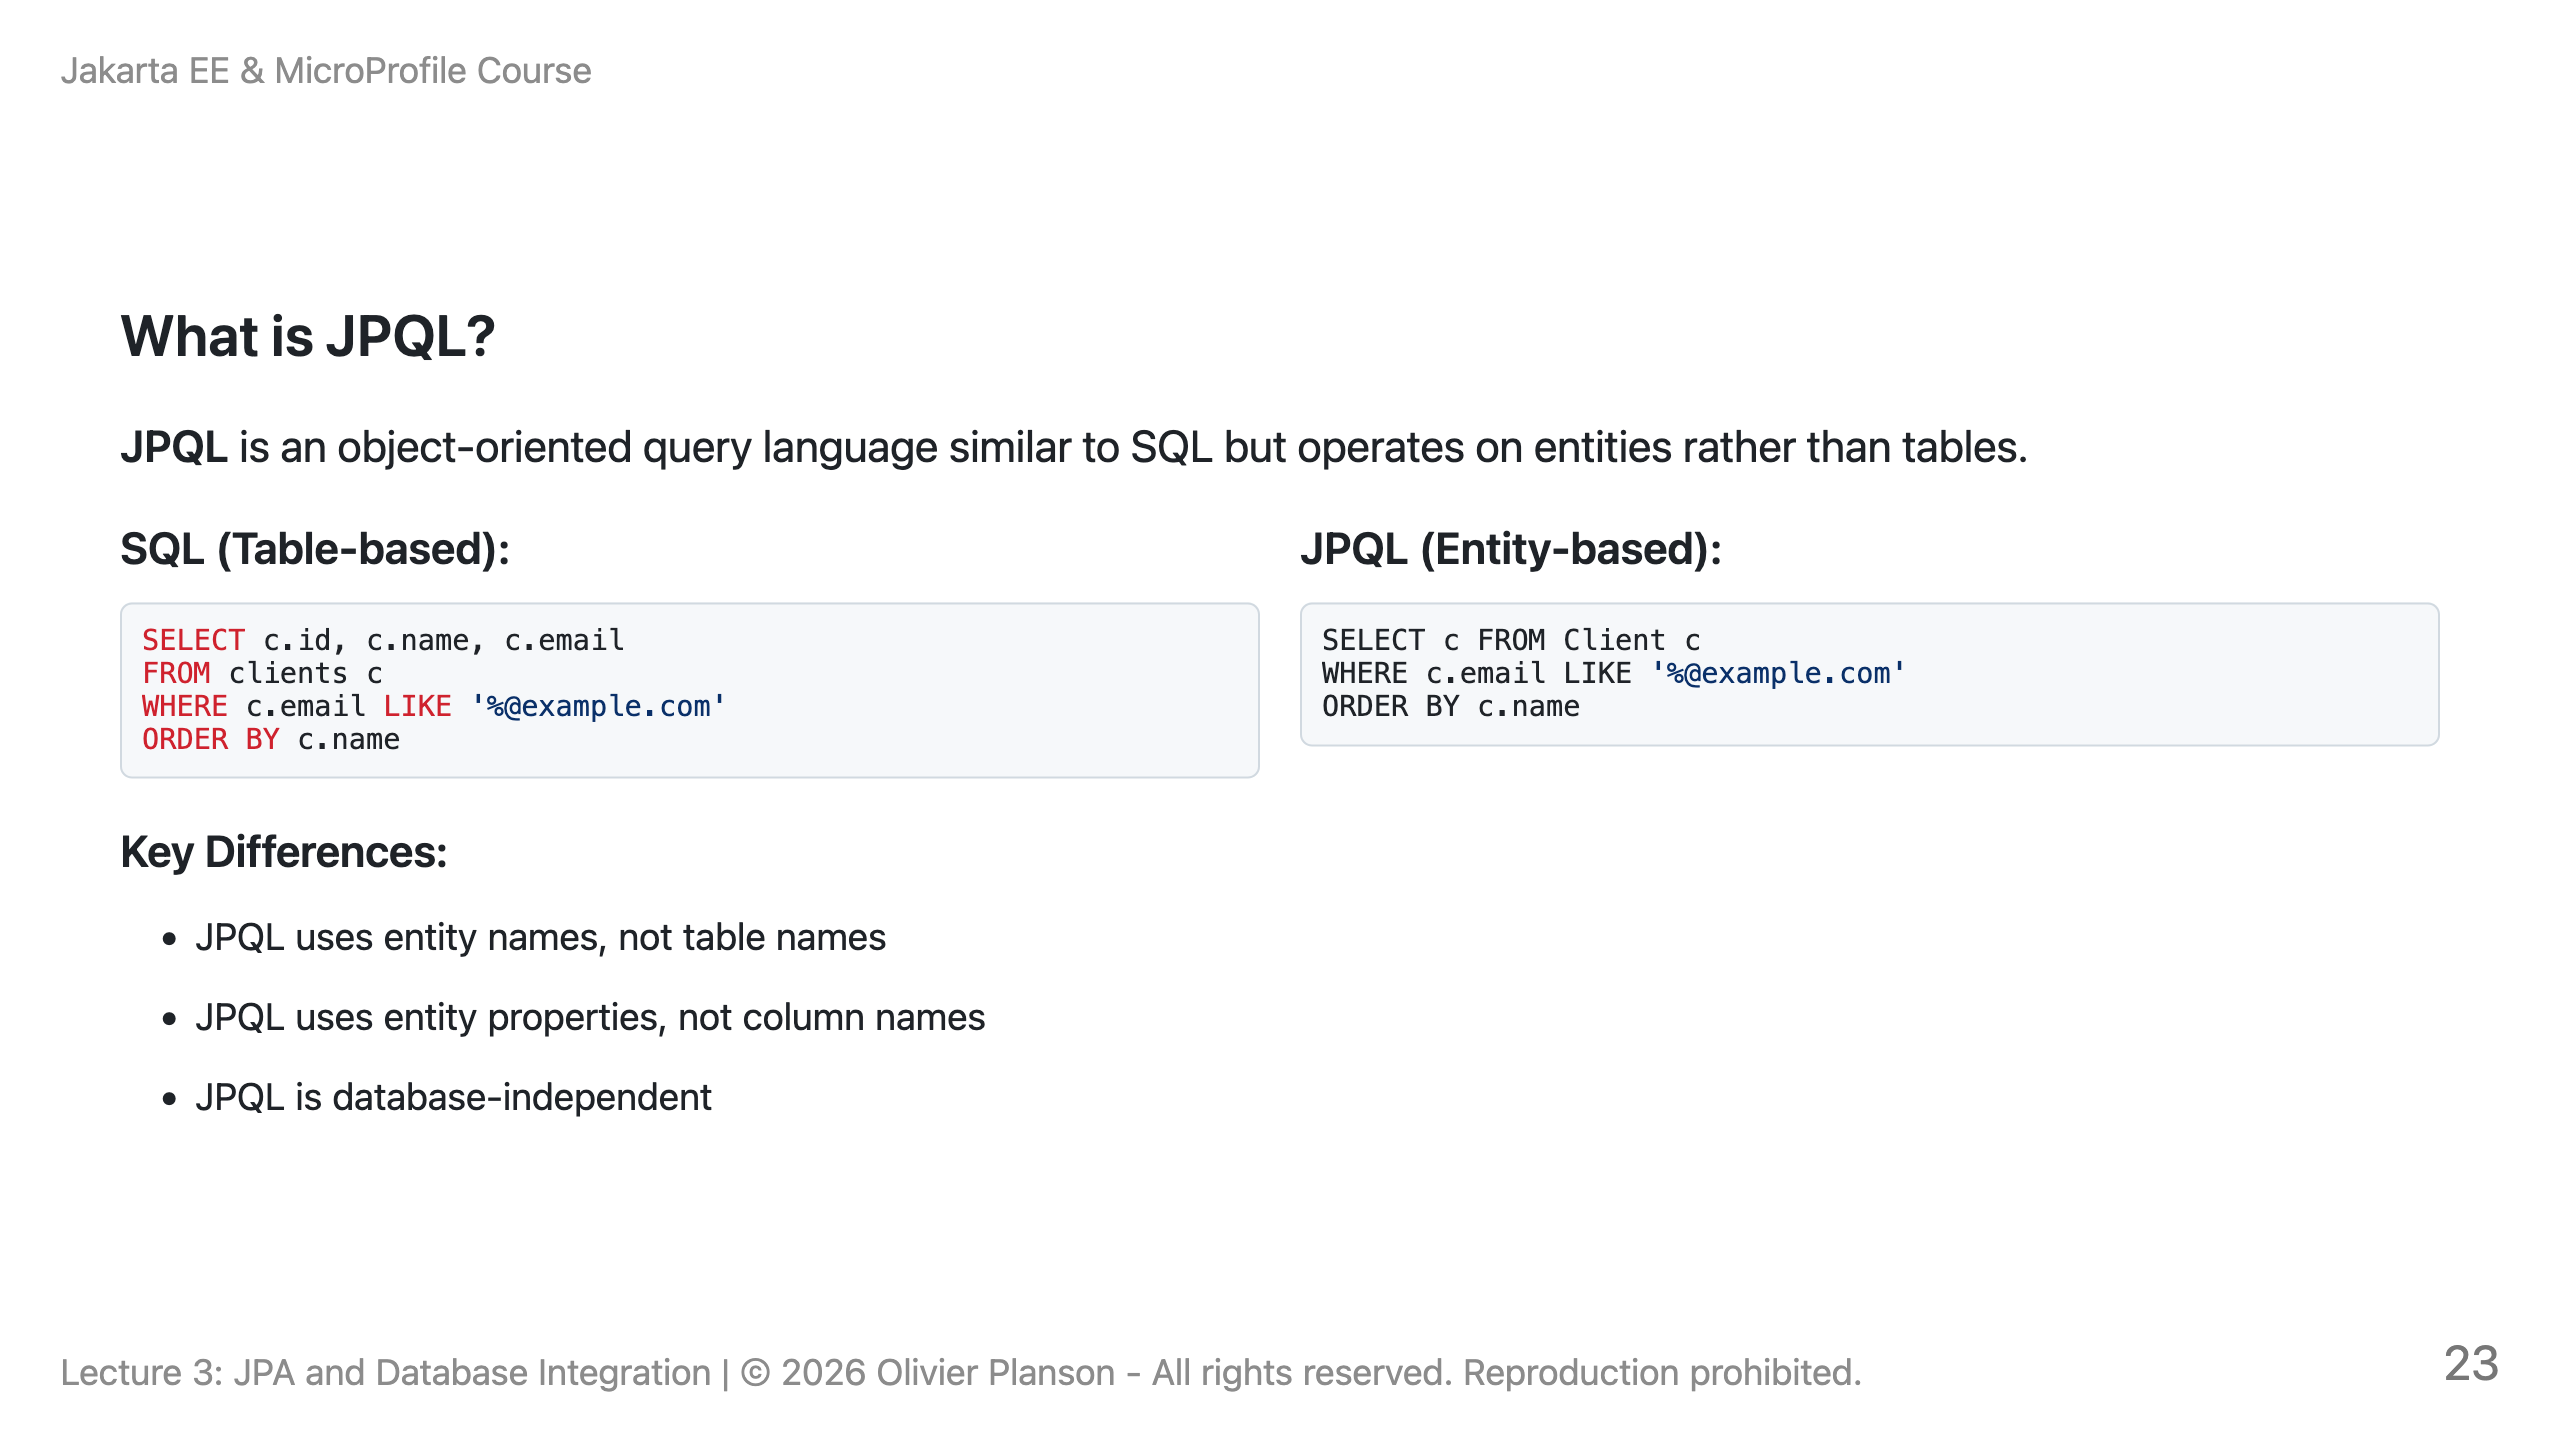 Jakarta EE & MicroProfile Course
What is JPQL?
JPQL is an object-oriented query language similar to SQL but operates on entities rather than tables.
SQL (Table-based):
SELECT c.id, c.name, c.email
FROM clients c
WHERE c.email LIKE '%@example.com'
ORDER BY c.name
JPQL (Entity-based):
SELECT c FROM Client c
WHERE c.email LIKE '%@example.com'
ORDER BY c.name
Key Differences:
• JPQL uses entity names, not table names
• JPQL uses entity properties, not column names
• JPQL is database-independent
Lecture 3: JPA and Database Integration | © 2026 Olivier Planson - All rights reserved. Reproduction prohibited.
23